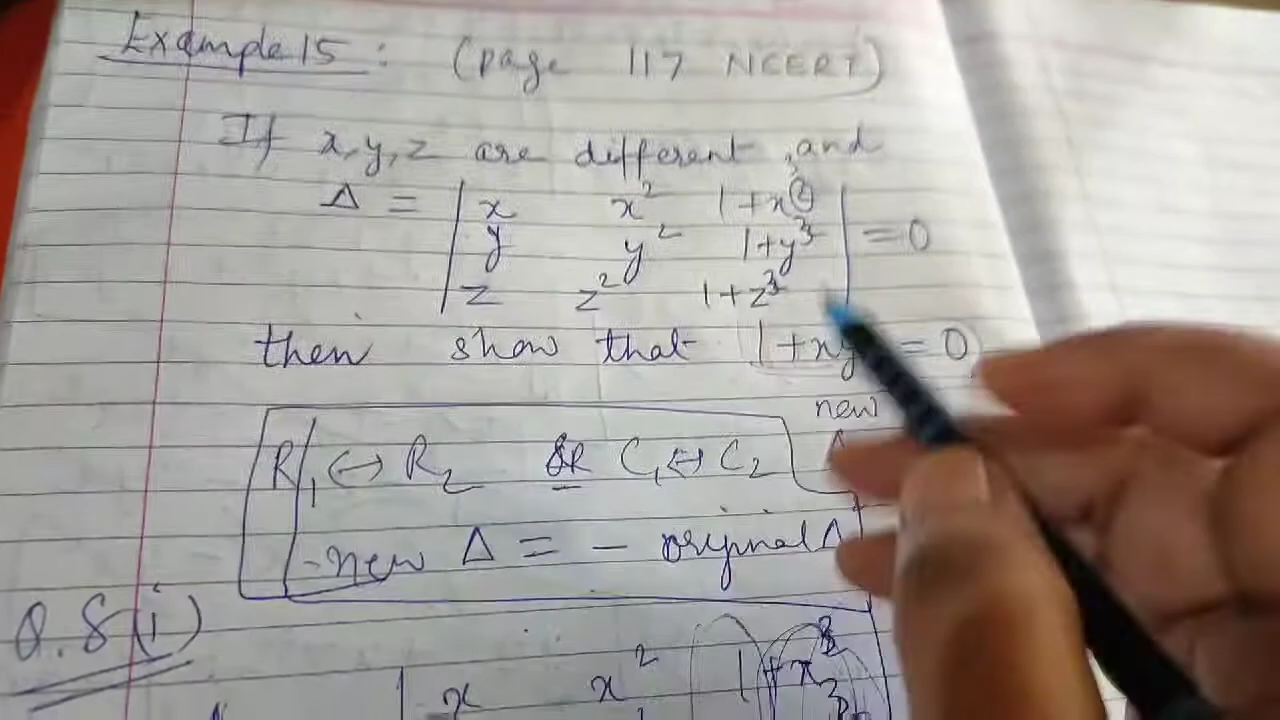 Example 15 : (page 117 NCERT)
If x, y, z are different, and
Δ = | x x² 1+x³ |
| y y² 1+y³ | = 0
| z z² 1+z³ |
then show that 1+xy = 0
new
R₁ ↔ R₂ OR C₁ ↔ C₂ Δ
new Δ = − original Δ
Q.8 (i)
x x² 1+x³